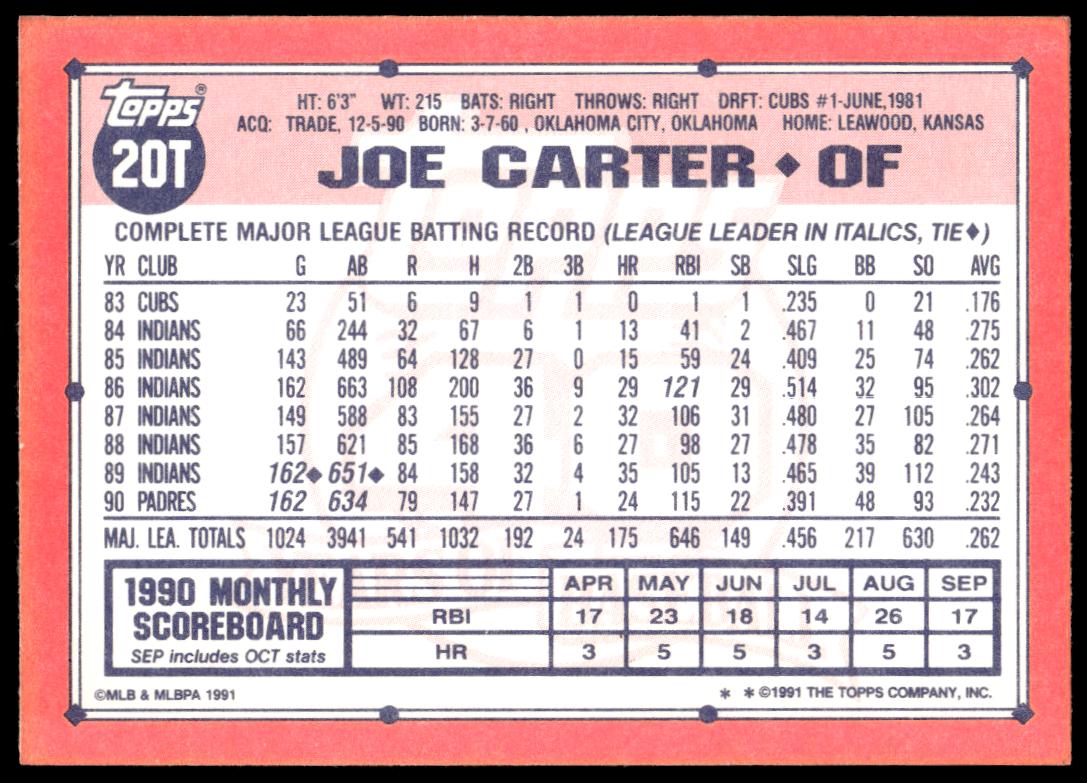 Topps®
20T
HT: 6'3" WT: 215 BATS: RIGHT THROWS: RIGHT DRFT: CUBS #1-JUNE,1981
ACQ: TRADE, 12-5-90 BORN: 3-7-60 , OKLAHOMA CITY, OKLAHOMA HOME: LEAWOOD, KANSAS
JOE CARTER ♦ OF
COMPLETE MAJOR LEAGUE BATTING RECORD (LEAGUE LEADER IN ITALICS, TIE♦)
YR CLUB G AB R H 2B 3B HR RBI SB SLG BB SO AVG
83 CUBS 23 51 6 9 1 1 0 1 1 .235 0 21 .176
84 INDIANS 66 244 32 67 6 1 13 41 2 .467 11 48 .275
85 INDIANS 143 489 64 128 27 0 15 59 24 .409 25 74 .262
86 INDIANS 162 663 108 200 36 9 29 121 29 .514 32 95 .302
87 INDIANS 149 588 83 155 27 2 32 106 31 .480 27 105 .264
88 INDIANS 157 621 85 168 36 6 27 98 27 .478 35 82 .271
89 INDIANS 162♦ 651♦ 84 158 32 4 35 105 13 .465 39 112 .243
90 PADRES 162 634 79 147 27 1 24 115 22 .391 48 93 .232
MAJ. LEA. TOTALS 1024 3941 541 1032 192 24 175 646 149 .456 217 630 .262
1990 MONTHLY SCOREBOARD
SEP includes OCT stats
APR MAY JUN JUL AUG SEP
RBI 17 23 18 14 26 17
HR 3 5 5 3 5 3
©MLB & MLBPA 1991
* * ©1991 THE TOPPS COMPANY, INC.